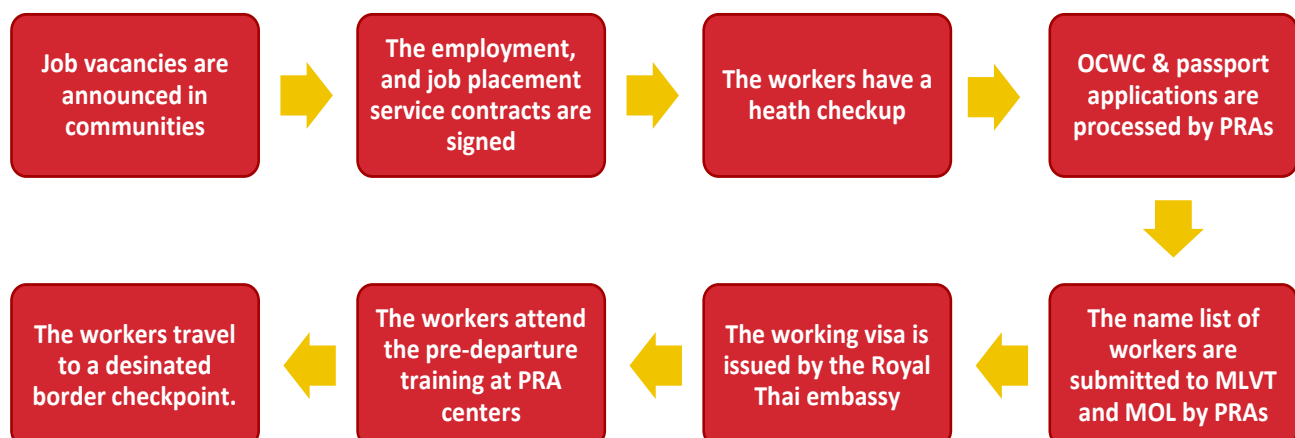 Job vacancies are
announced in
communities
The employment,
and job placement
service contracts are
signed
The workers have a
heath checkup
OCWC & passport
applications are
processed by PRAs
The name list of
workers are
submitted to MLVT
and MOL by PRAs
The working visa is
issued by the Royal
Thai embassy
The workers attend
the pre-departure
training at PRA
centers
The workers travel
to a desinated
border checkpoint.